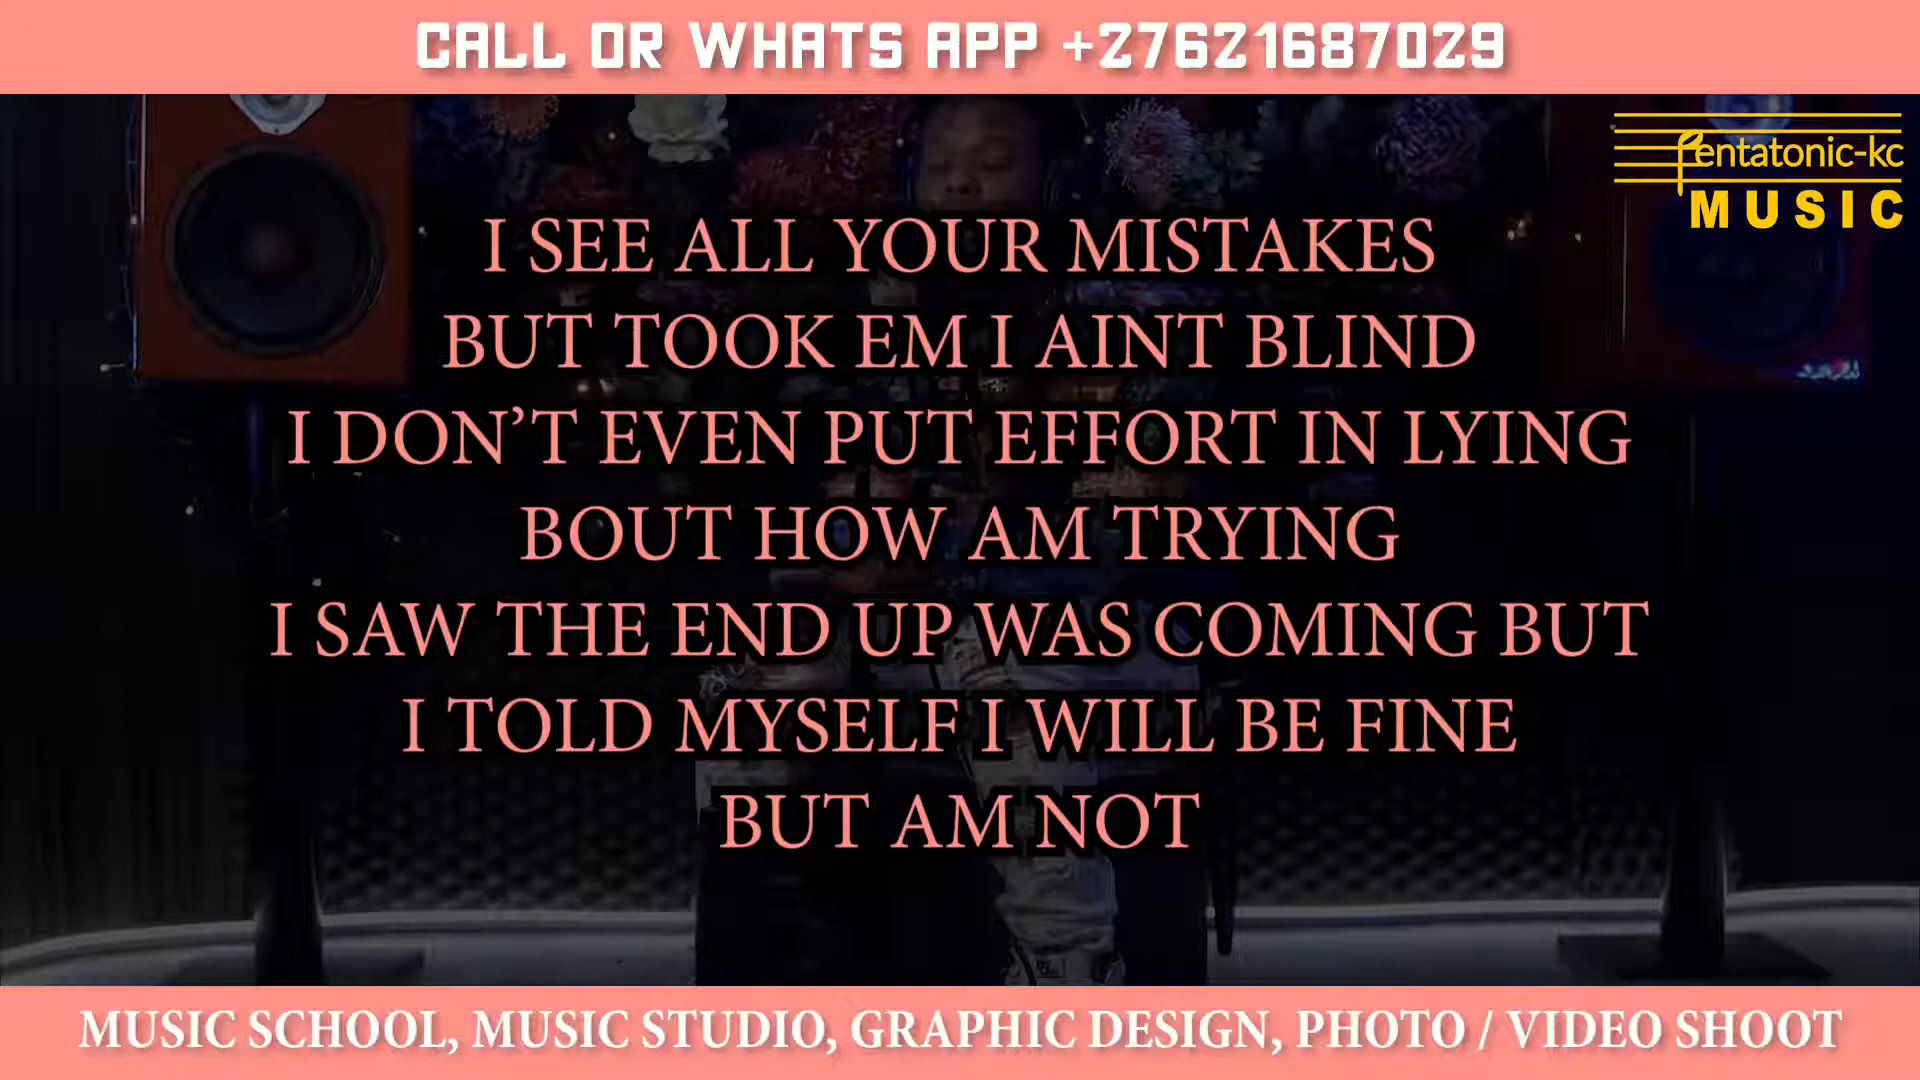 CALL OR WHATS APP +27621687029
Pentatonic-kc
MUSIC
I SEE ALL YOUR MISTAKES
BUT TOOK EM I AINT BLIND
I DON’T EVEN PUT EFFORT IN LYING
BOUT HOW AM TRYING
I SAW THE END UP WAS COMING BUT
I TOLD MYSELF I WILL BE FINE
BUT AM NOT
MUSIC SCHOOL, MUSIC STUDIO, GRAPHIC DESIGN, PHOTO / VIDEO SHOOT